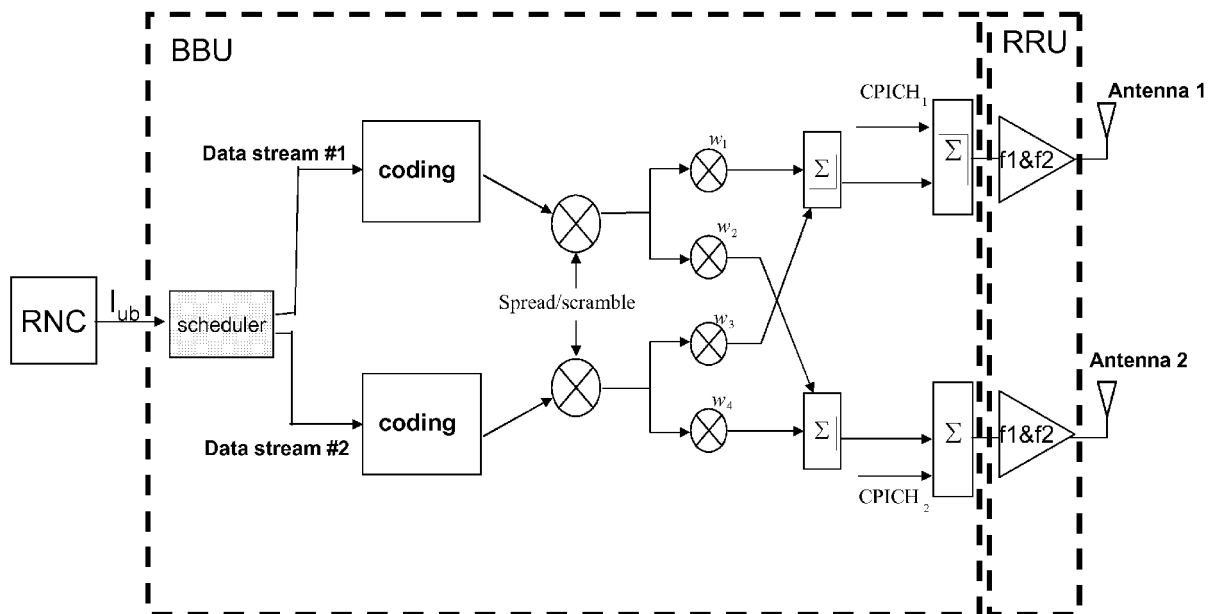 BBU
RRU
CPICH1
Antenna 1
Data stream #1
coding
w1
Σ
Σ
f1&f2
w2
RNC
Iub
scheduler
Spread/scramble
w3
Antenna 2
coding
w4
Σ
Σ
f1&f2
Data stream #2
CPICH2